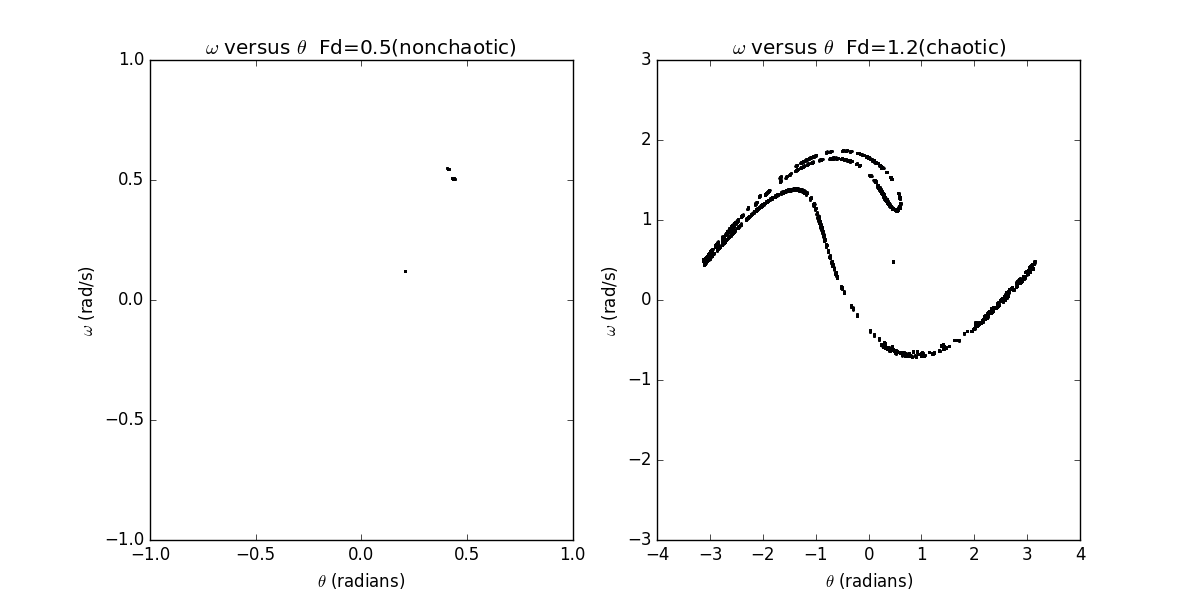 ω versus θ  Fd=0.5(nonchaotic)
1.0
0.5
0.0
−0.5
−1.0
ω (rad/s)
−1.0 −0.5 0.0 0.5 1.0
θ (radians)
ω versus θ  Fd=1.2(chaotic)
3
2
1
0
−1
−2
−3
ω (rad/s)
−4 −3 −2 −1 0 1 2 3 4
θ (radians)